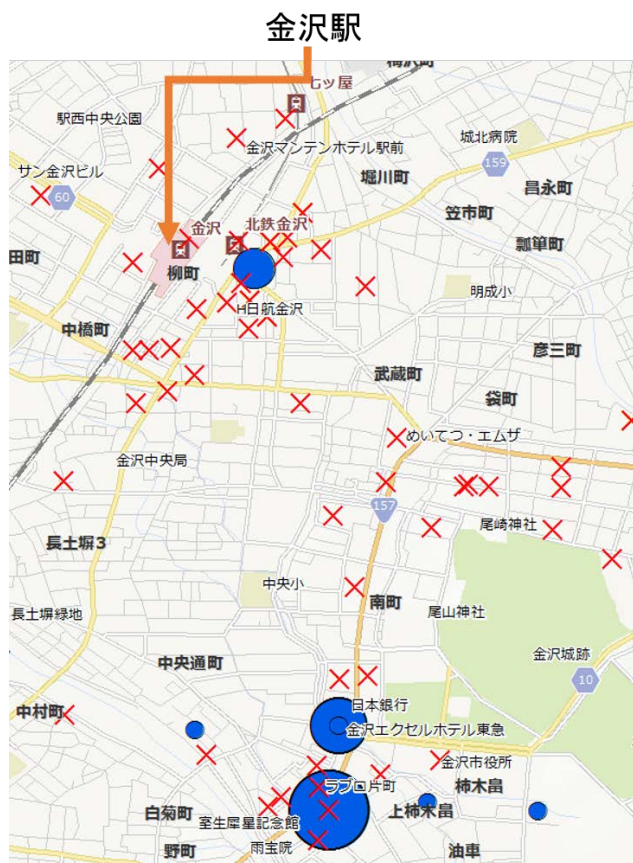 金沢駅
梅沢町
七ッ屋
駅西中央公園
金沢マンテンホテル駅前
城北病院
159
サン金沢ビル
60
堀川町
昌永町
笠市町
金沢
北鉄金沢
瓢箪町
田町
柳町
明成小
H日航金沢
中橋町
彦三町
武蔵町
袋町
めいてつ・エムザ
金沢中央局
157
尾崎神社
長土塀3
中央小
南町
尾山神社
長土塀緑地
金沢城跡
中央通町
10
中村町
日本銀行
金沢エクセルホテル東急
金沢市役所
ラブロ片町
柿木畠
白菊町
上柿木畠
室生犀星記念館
野町
雨宝院
油車